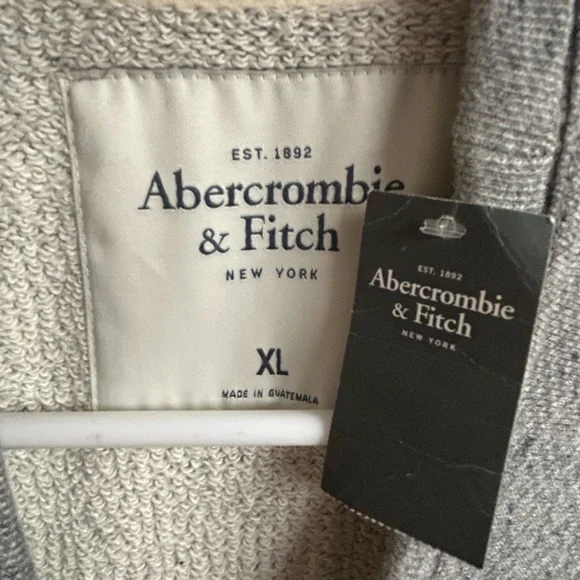 EST. 1892
Abercrombie
& Fitch
NEW YORK
XL
MADE IN GUATEMALA
EST. 1892
Abercrombie
& Fitch
NEW YORK